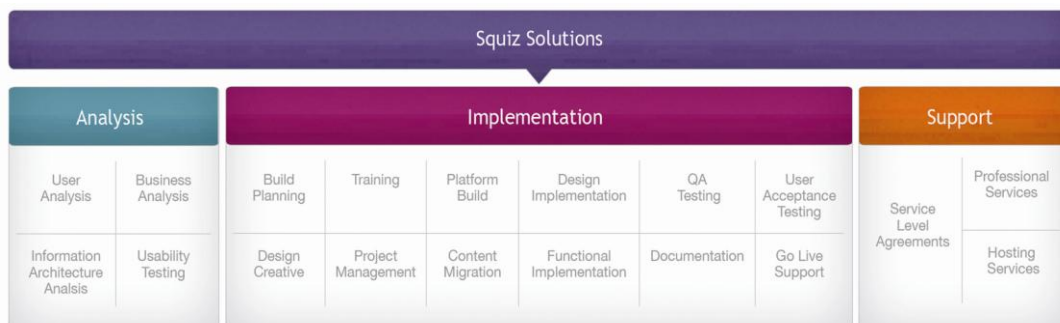 Squiz Solutions
Analysis
Implementation
Support
User
Analysis
Business
Analysis
Information
Architecture
Analsis
Usability
Testing
Build
Planning
Training
Platform
Build
Design
Implementation
QA
Testing
User
Acceptance
Testing
Design
Creative
Project
Management
Content
Migration
Functional
Implementation
Documentation
Go Live
Support
Service
Level
Agreements
Professional
Services
Hosting
Services